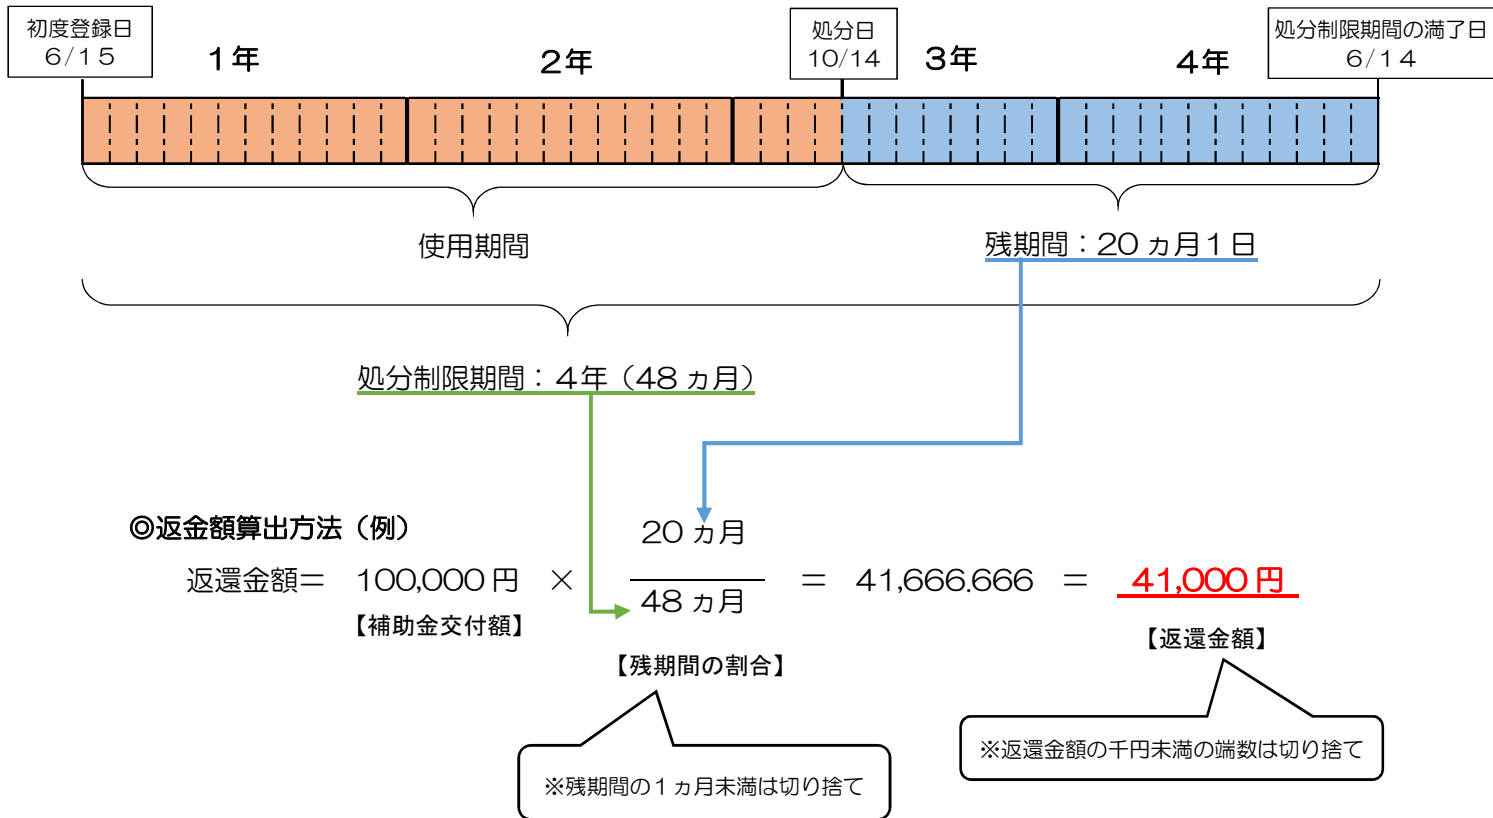 初度登録日
6/15
1年
2年
処分日
10/14
3年
4年
処分制限期間の満了日
6/14
使用期間
残期間：20ヵ月1日
処分制限期間：4年（48ヵ月）
◎返金額算出方法（例）
返還金額＝ 100,000円 × 20ヵ月 ＝ 41,666.666 ＝ 41,000円
48ヵ月
【補助金交付額】
【残期間の割合】
【返還金額】
※残期間の1ヵ月未満は切り捨て
※返還金額の千円未満の端数は切り捨て